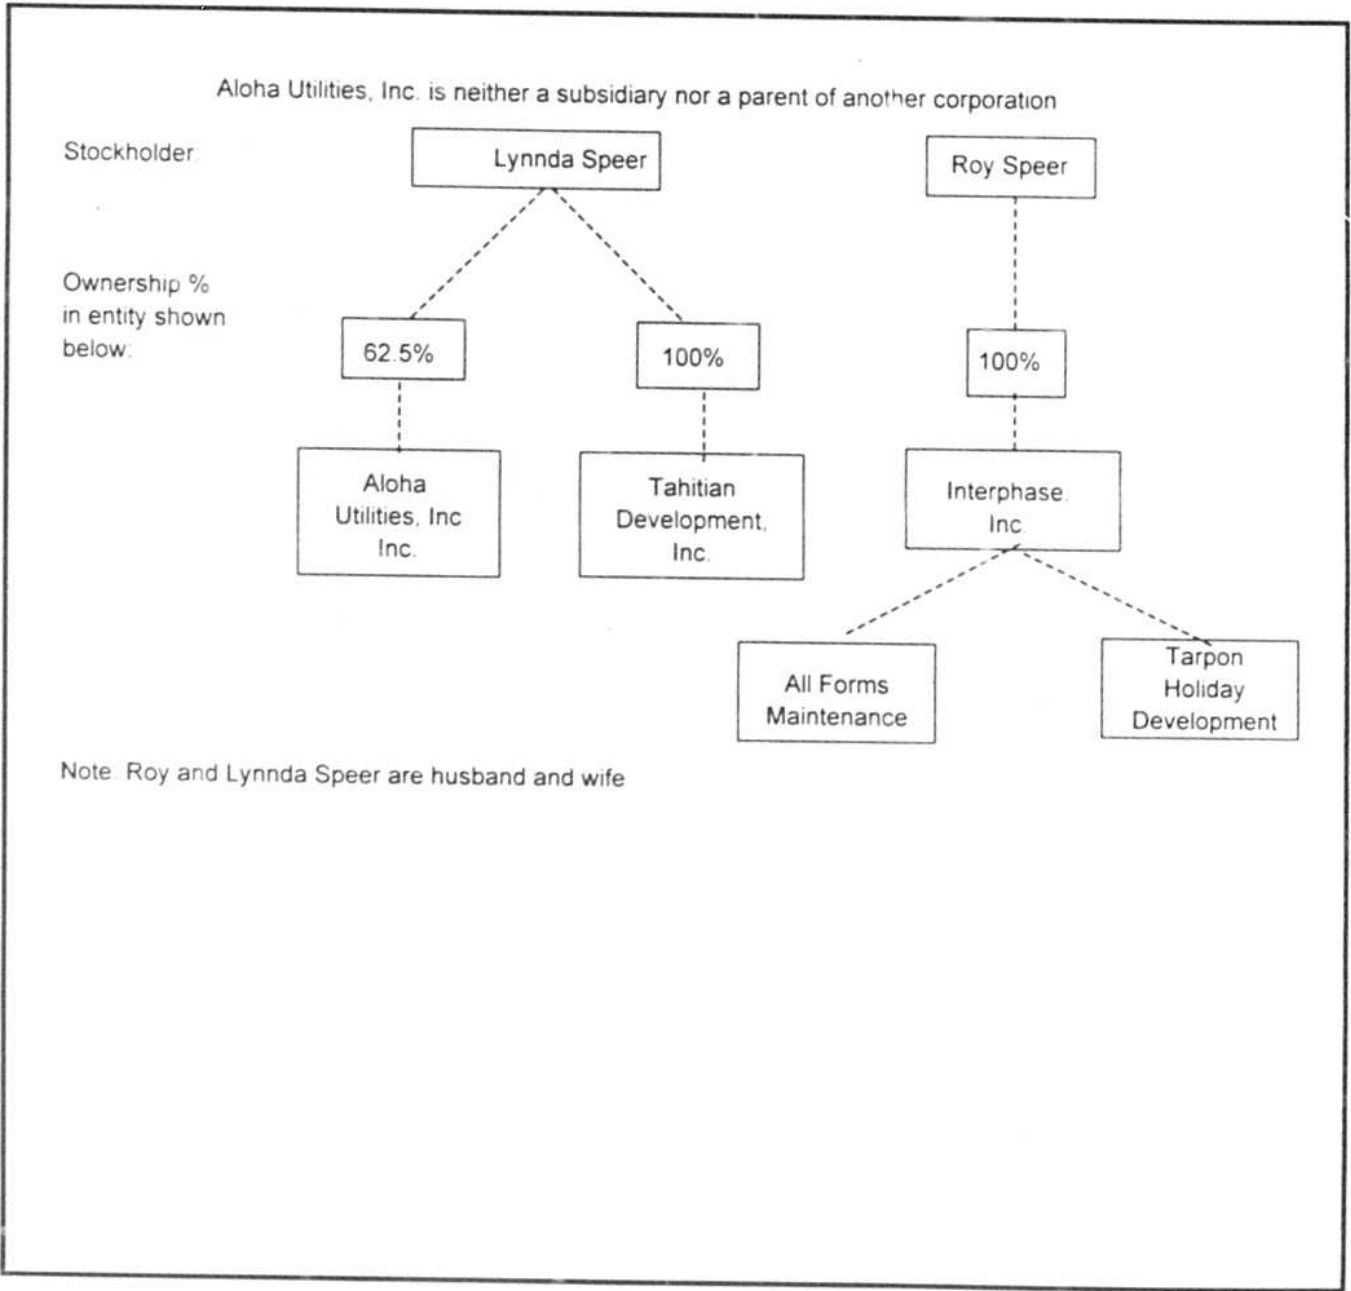 Aloha Utilities, Inc. is neither a subsidiary nor a parent of another corporation
Stockholder:
Lynnda Speer
Roy Speer
Ownership %
in entity shown
below:
62.5%
100%
100%
Aloha
Utilities, Inc
Inc.
Tahitian
Development,
Inc.
Interphase,
Inc.
All Forms
Maintenance
Tarpon
Holiday
Development
Note: Roy and Lynnda Speer are husband and wife